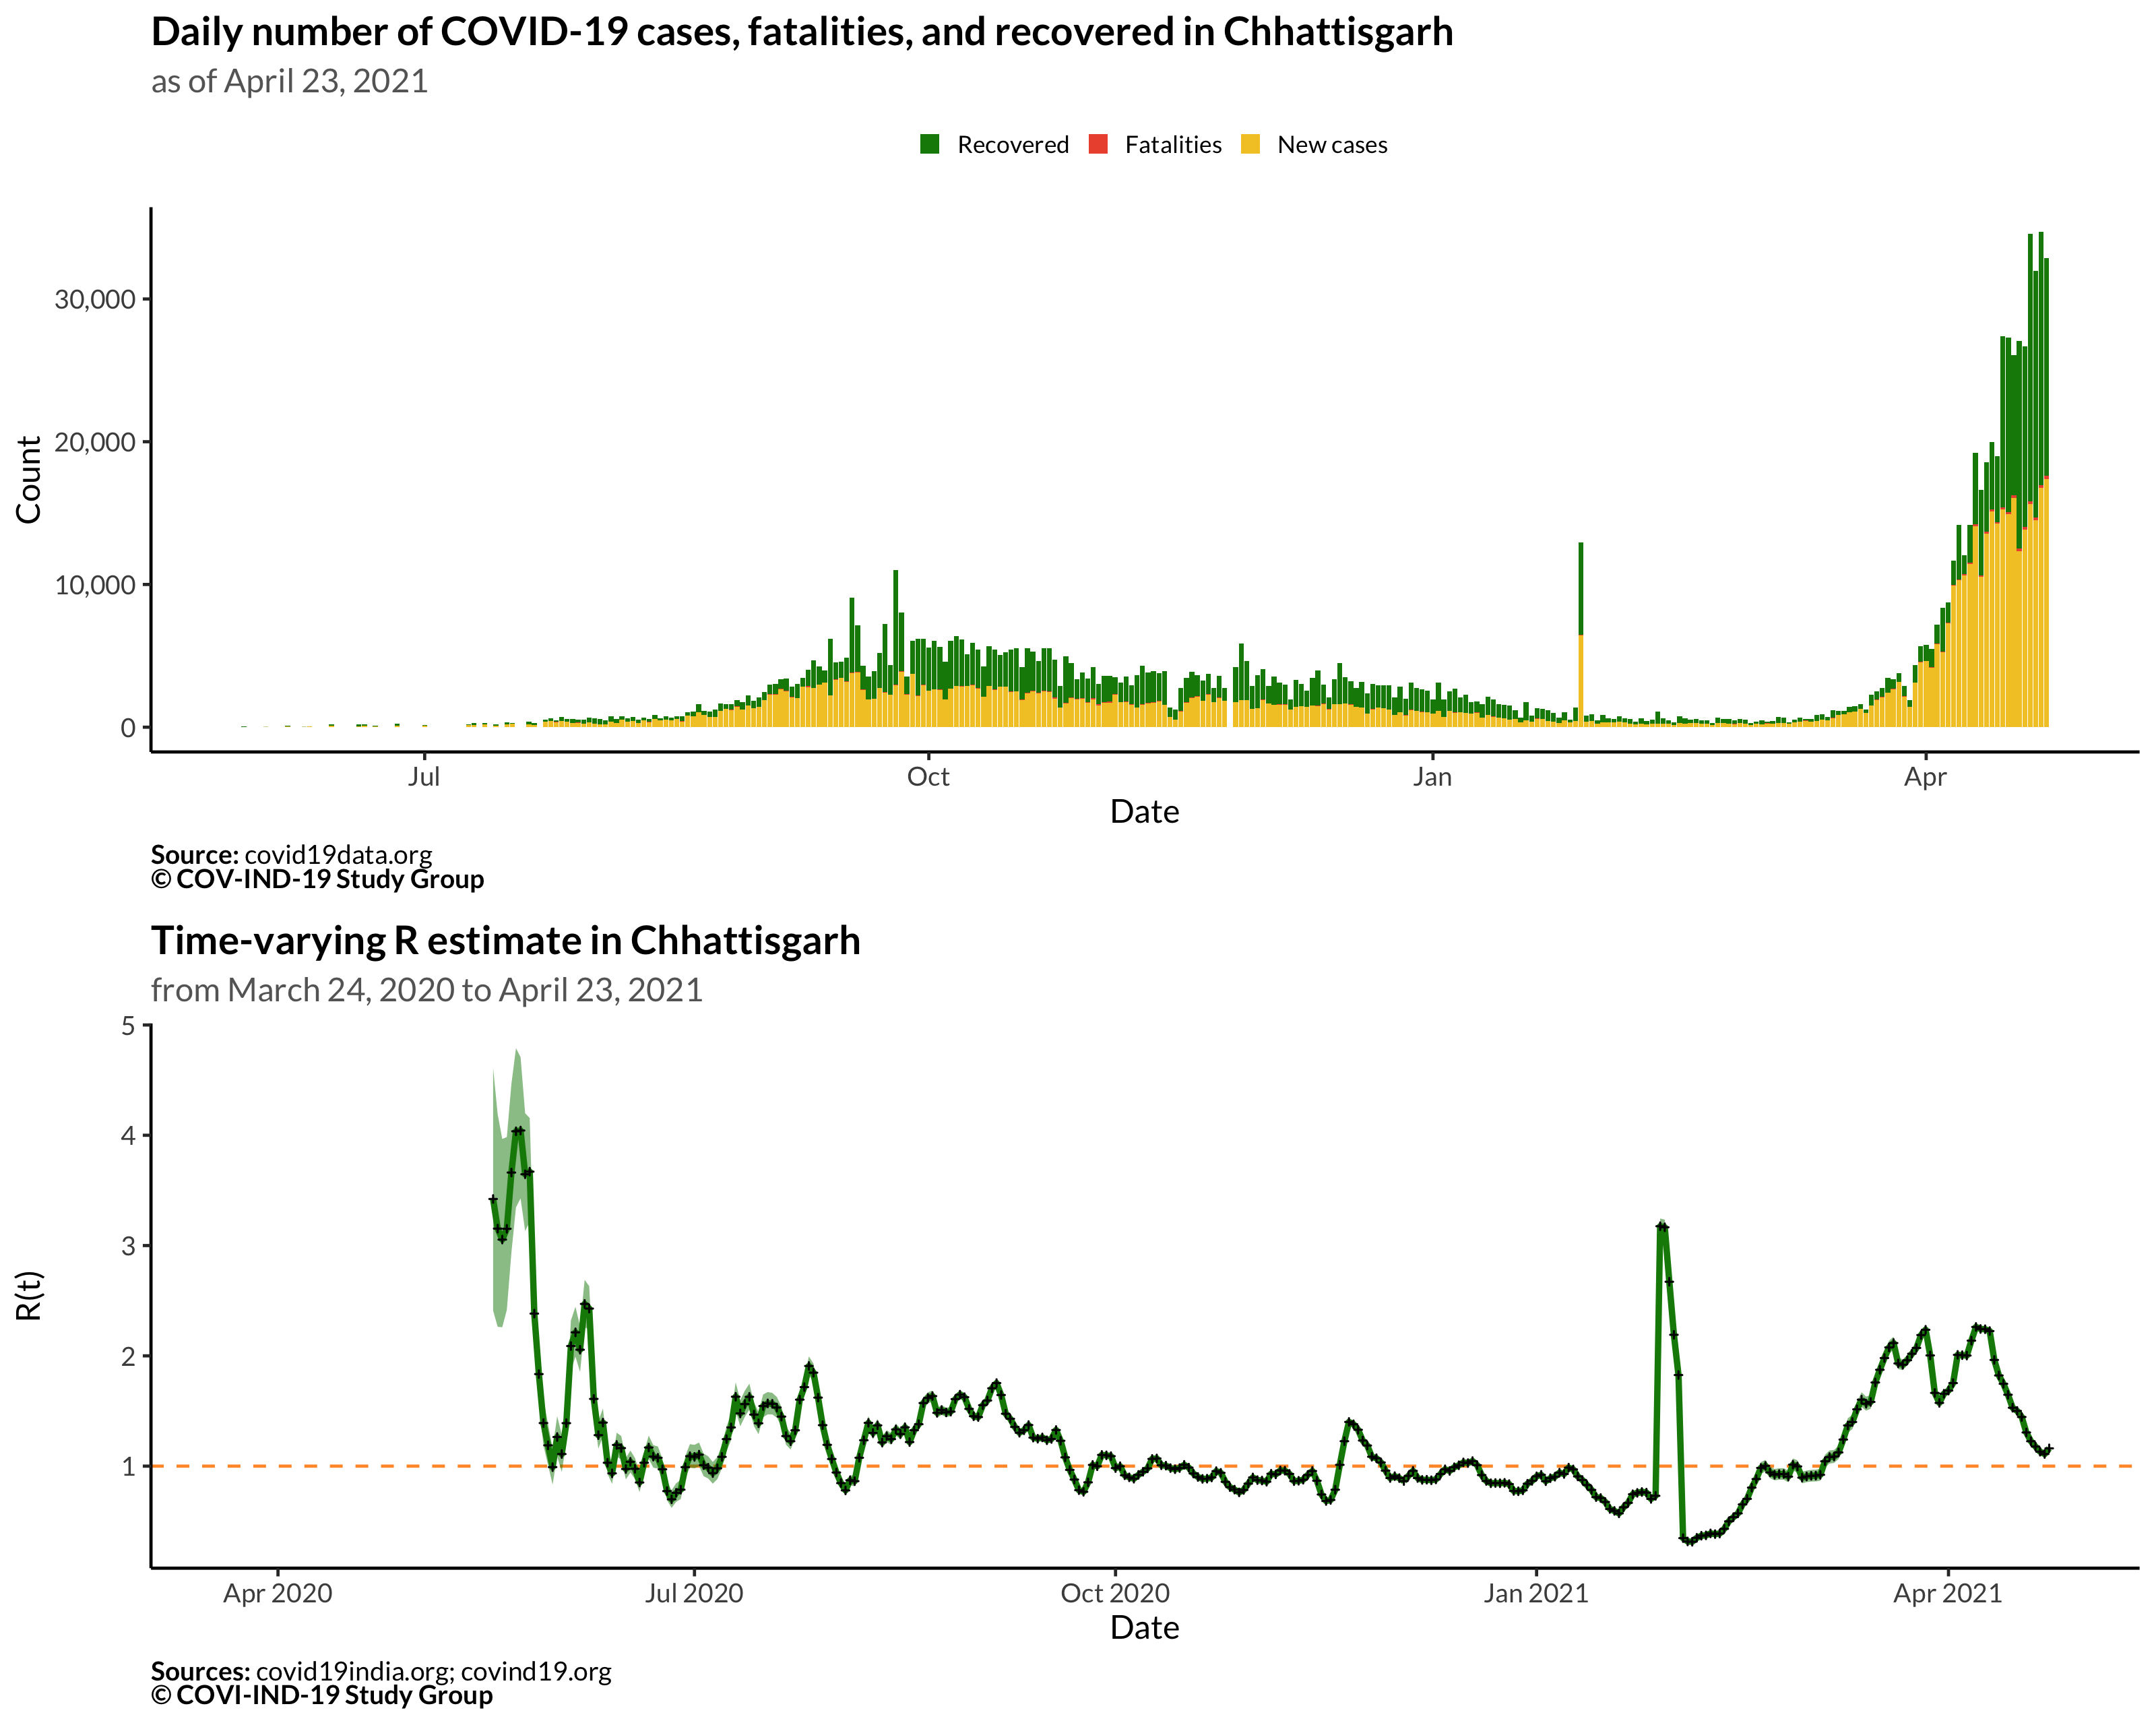 Daily number of COVID-19 cases, fatalities, and recovered in Chhattisgarh
as of April 23, 2021
Recovered Fatalities New cases
30,000
20,000
10,000
0
Count
Jul Oct Jan Apr
Date
Source: covid19data.org
© COV-IND-19 Study Group
Time-varying R estimate in Chhattisgarh
from March 24, 2020 to April 23, 2021
5
4
3
2
1
R(t)
Apr 2020 Jul 2020 Oct 2020 Jan 2021 Apr 2021
Date
Sources: covid19india.org; covind19.org
© COVI-IND-19 Study Group